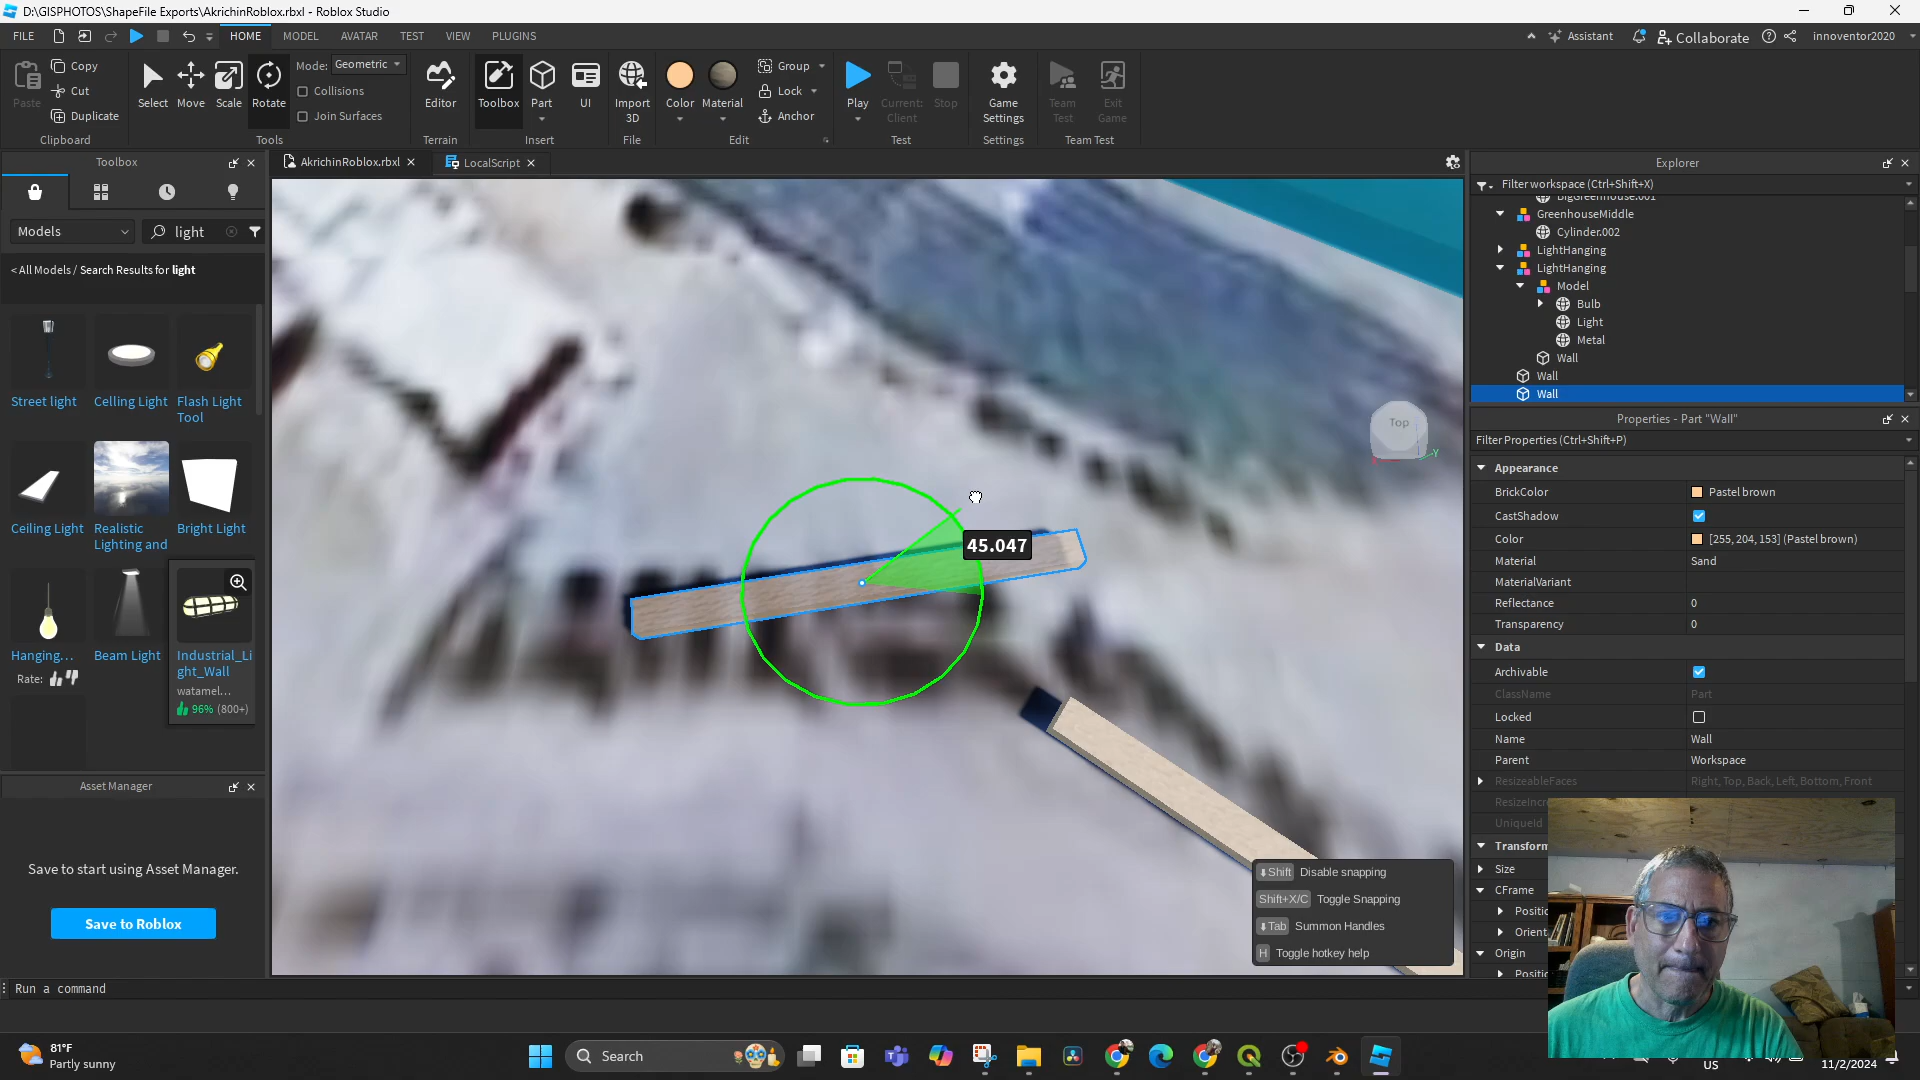 D:\GISPHOTOS\ShapeFile Exports\AkrichinRoblox.rbxl - Roblox Studio
FILE HOME MODEL AVATAR TEST VIEW PLUGINS Assistant Collaborate innoventor2020
Paste Copy Cut Duplicate Clipboard
Select Move Scale Rotate Mode: Geometric Collisions Join Surfaces Tools
Editor Terrain
Toolbox Part UI Insert
Import 3D File
Color Material Group Lock Anchor Edit
Play Current: Client Stop Test
Game Settings Settings
Team Test Exit Game Team Test
Toolbox
Models light
< All Models / Search Results for light
Street light Celling Light Flash Light Tool
Ceiling Light Realistic Lighting and Bright Light
Hanging... Beam Light Industrial_Li ght_Wall
Rate: watamel...
96% (800+)
Asset Manager
Save to start using Asset Manager.
Save to Roblox
AkrichinRoblox.rbxl LocalScript
45.047
Top
Y
Shift Disable snapping
Shift+X/C Toggle Snapping
Tab Summon Handles
H Toggle hotkey help
Explorer
Filter workspace (Ctrl+Shift+X)
BigGreenhouse.001
GreenhouseMiddle
Cylinder.002
LightHanging
LightHanging
Model
Bulb
Light
Metal
Wall
Wall
Wall
Properties - Part "Wall"
Filter Properties (Ctrl+Shift+P)
Appearance
BrickColor Pastel brown
CastShadow
Color [255, 204, 153] (Pastel brown)
Material Sand
MaterialVariant
Reflectance 0
Transparency 0
Data
Archivable
ClassName Part
Locked
Name Wall
Parent Workspace
ResizeableFaces Right, Top, Back, Left, Bottom, Front
ResizeIncre
UniqueId
Transform
Size
CFrame
Positio
Orient
Origin
Positio
Run a command
81°F
Partly sunny
Search
US
11/2/2024